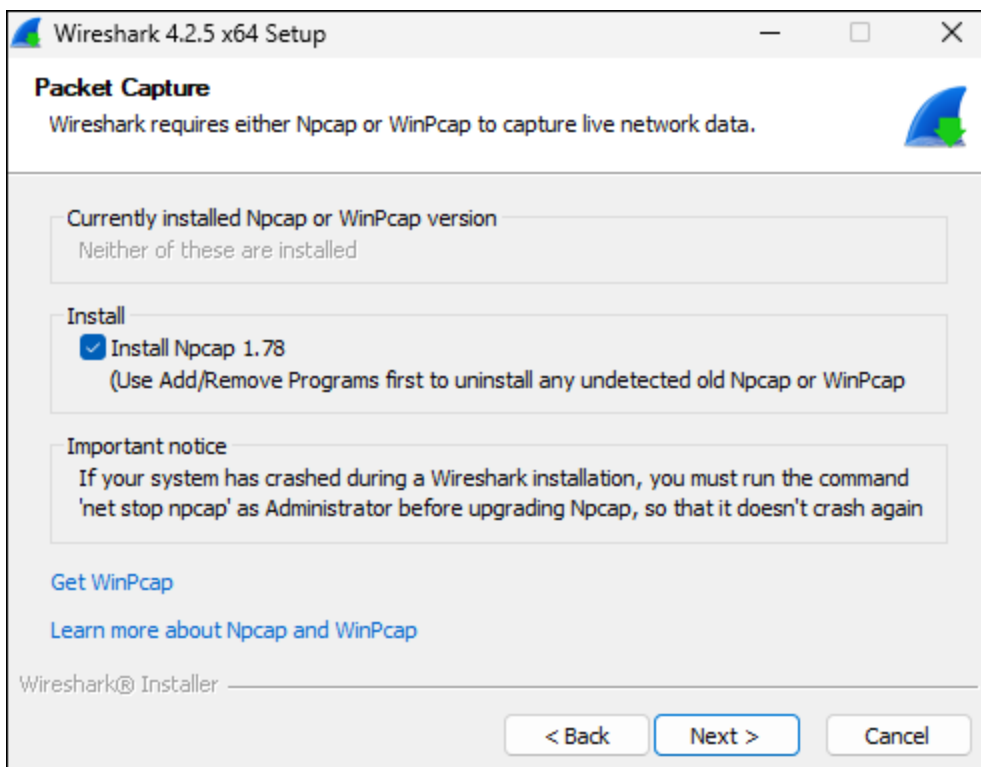 Wireshark 4.2.5 x64 Setup
Packet Capture
Wireshark requires either Npcap or WinPcap to capture live network data.
Currently installed Npcap or WinPcap version
Neither of these are installed
Install
Install Npcap 1.78
(Use Add/Remove Programs first to uninstall any undetected old Npcap or WinPcap
Important notice
If your system has crashed during a Wireshark installation, you must run the command
'net stop npcap' as Administrator before upgrading Npcap, so that it doesn't crash again
Get WinPcap
Learn more about Npcap and WinPcap
Wireshark® Installer
< Back
Next >
Cancel